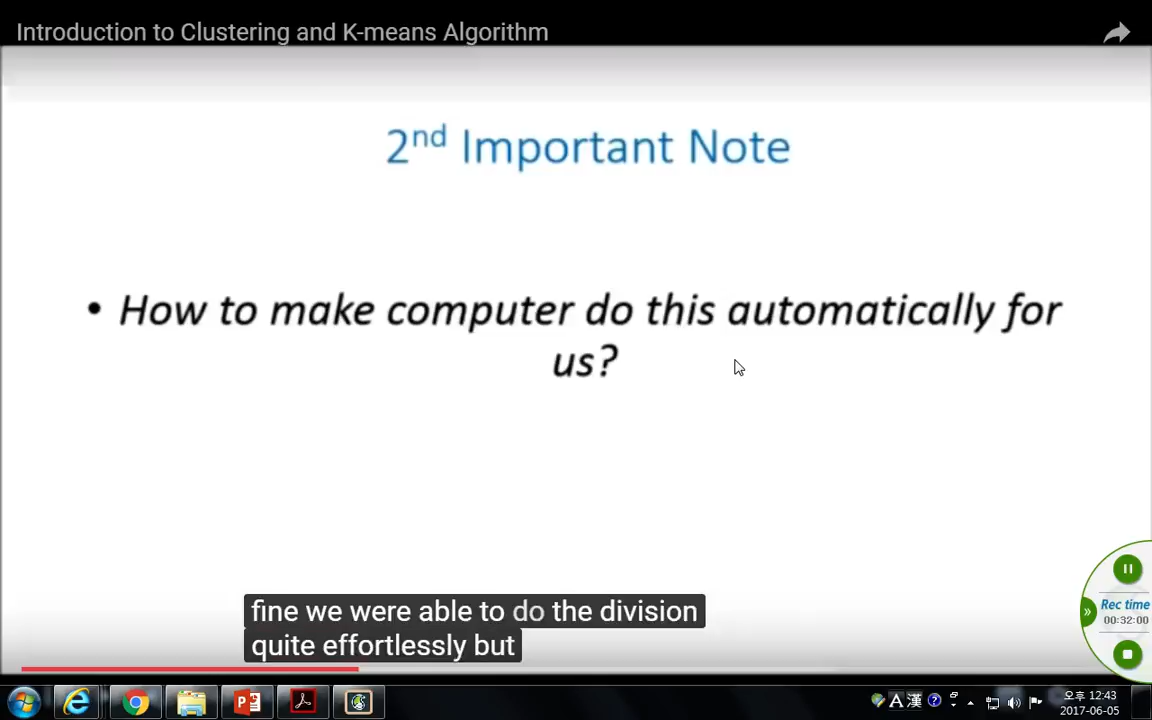 Introduction to Clustering and K-means Algorithm
2nd Important Note
• How to make computer do this automatically for
us?
fine we were able to do the division
quite effortlessly but
Rec time
00:32:00
A 漢
오후 12:43
2017-06-05